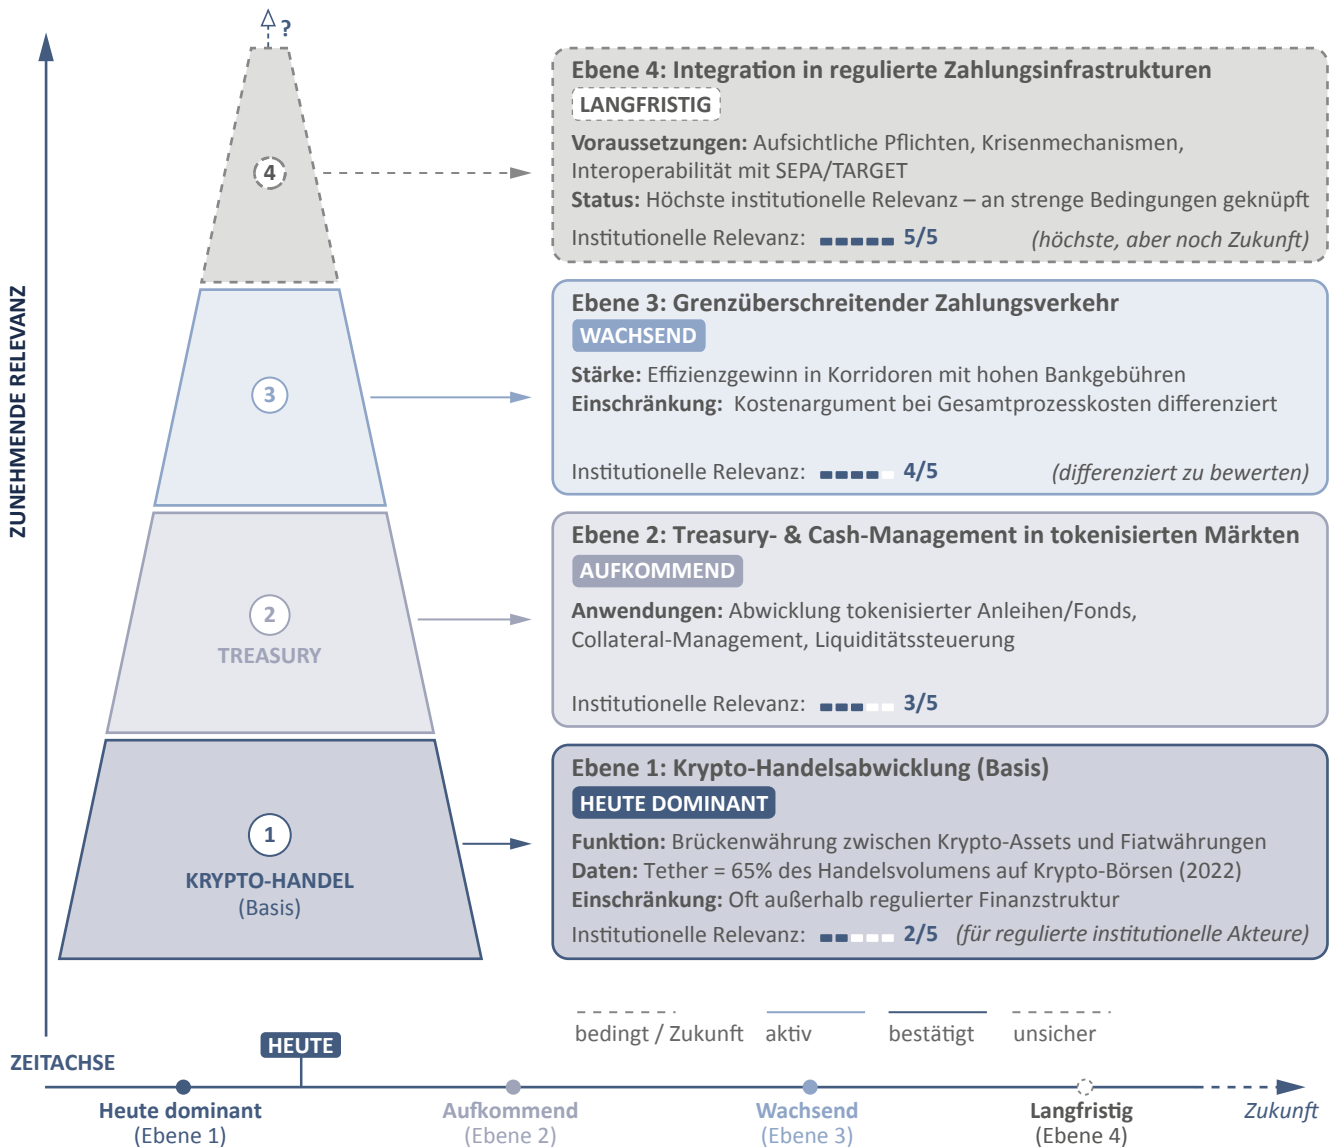 ?
ZUNEHMENDE RELEVANZ
4
Ebene 4: Integration in regulierte Zahlungsinfrastrukturen
LANGFRISTIG
Voraussetzungen: Aufsichtliche Pflichten, Krisenmechanismen,
Interoperabilität mit SEPA/TARGET
Status: Höchste institutionelle Relevanz – an strenge Bedingungen geknüpft
Institutionelle Relevanz: 5/5 (höchste, aber noch Zukunft)
3
Ebene 3: Grenzüberschreitender Zahlungsverkehr
WACHSEND
Stärke: Effizienzgewinn in Korridoren mit hohen Bankgebühren
Einschränkung: Kostenargument bei Gesamtprozesskosten differenziert
Institutionelle Relevanz: 4/5 (differenziert zu bewerten)
2
TREASURY
Ebene 2: Treasury- & Cash-Management in tokenisierten Märkten
AUFKOMMEND
Anwendungen: Abwicklung tokenisierter Anleihen/Fonds,
Collateral-Management, Liquiditätssteuerung
Institutionelle Relevanz: 3/5
1
KRYPTO-HANDEL
(Basis)
Ebene 1: Krypto-Handelsabwicklung (Basis)
HEUTE DOMINANT
Funktion: Brückenwährung zwischen Krypto-Assets und Fiatwährungen
Daten: Tether = 65% des Handelsvolumens auf Krypto-Börsen (2022)
Einschränkung: Oft außerhalb regulierter Finanzstruktur
Institutionelle Relevanz: 2/5 (für regulierte institutionelle Akteure)
bedingt / Zukunft aktiv bestätigt unsicher
HEUTE
ZEITACHSE
Heute dominant
(Ebene 1)
Aufkommend
(Ebene 2)
Wachsend
(Ebene 3)
Langfristig
(Ebene 4)
Zukunft